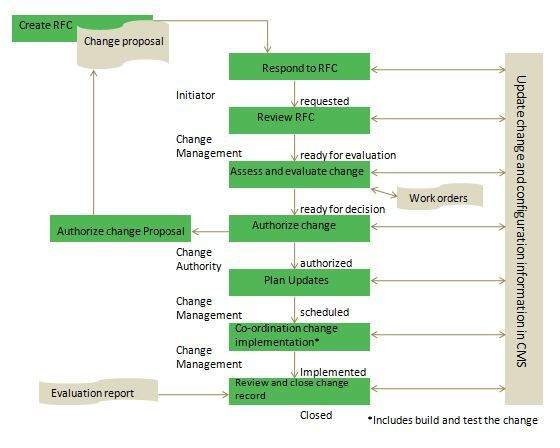 Create RFC
Change proposal
Respond to RFC
Initiator
requested
Review RFC
Change
Management
ready for evaluation
Assess and evaluate change
Work orders
ready for decision
Authorize change
Authorize change Proposal
Change
Authority
authorized
Plan Updates
Change
Management
scheduled
Co-ordination change
implementation*
Change
Management
Implemented
Review and close change
record
Evaluation report
Closed
*Includes build and test the change
Update change and configuration information in CMS